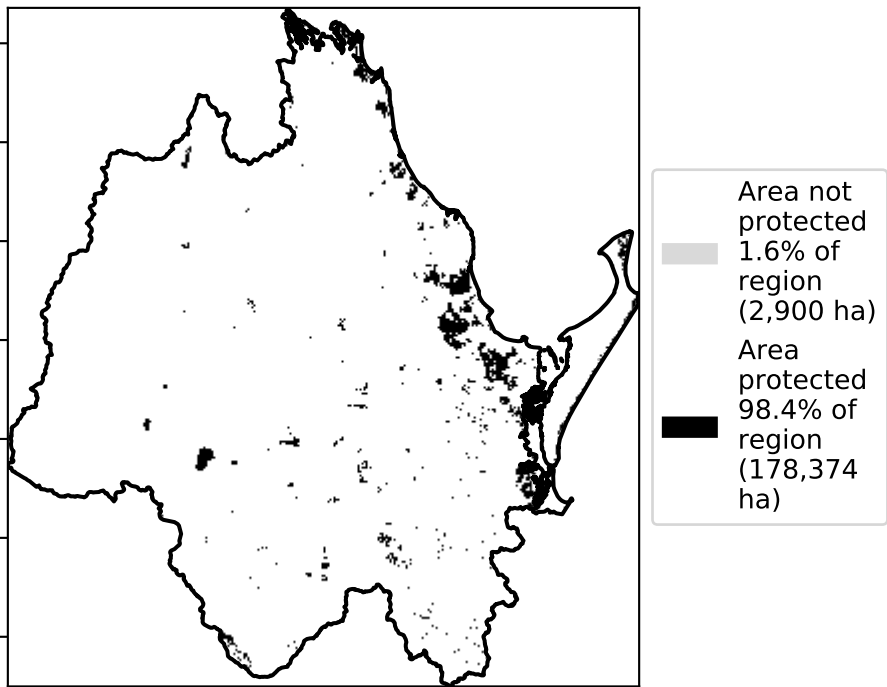 Area not
protected
1.6% of
region
(2,900 ha)
Area
protected
98.4% of
region
(178,374
ha)